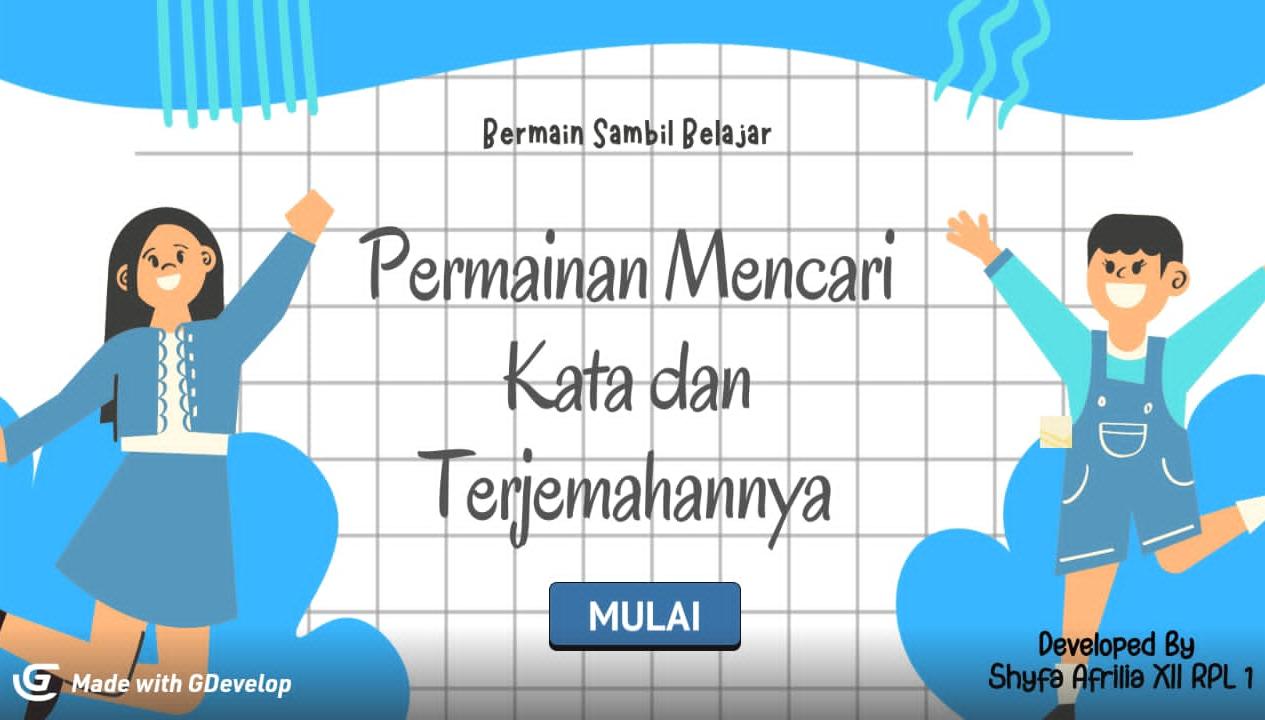 Bermain Sambil Belajar
Permainan Mencari
Kata dan
Terjemahannya
MULAI
Developed By
Shyfa Afrilia XII RPL 1
Made with GDevelop